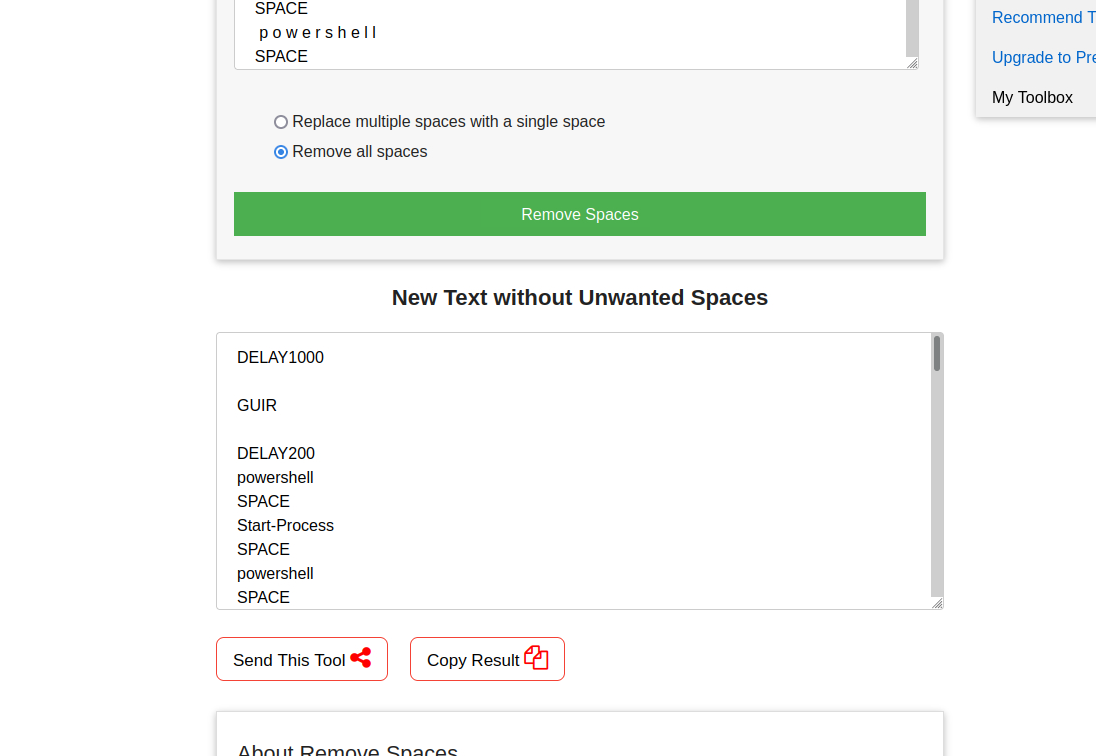 SPACE
p o w e r s h e l l
SPACE
Recommend T
Upgrade to Pre
My Toolbox
Replace multiple spaces with a single space
Remove all spaces
Remove Spaces
New Text without Unwanted Spaces
DELAY1000
GUIR
DELAY200
powershell
SPACE
Start-Process
SPACE
powershell
SPACE
Send This Tool
Copy Result
About Remove Spaces